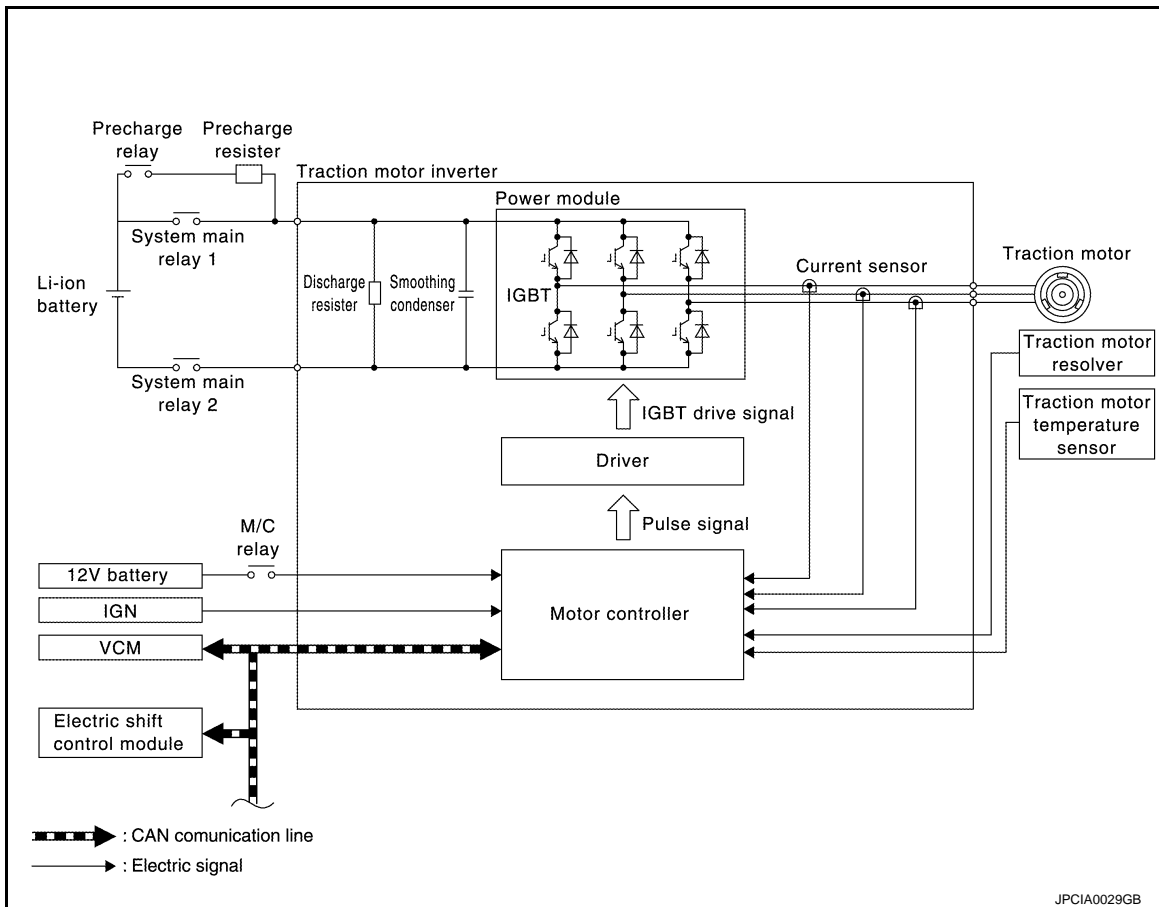 Precharge
relay
Precharge
resister
Traction motor inverter
Power module
System main
relay 1
Li-ion
battery
Discharge
resister
Smoothing
condenser
IGBT
Current sensor
Traction motor
System main
relay 2
Traction motor
resolver
Traction motor
temperature
sensor
IGBT drive signal
Driver
Pulse signal
M/C
relay
12V battery
IGN
VCM
Motor controller
Electric shift
control module
: CAN comunication line
: Electric signal
JPCIA0029GB